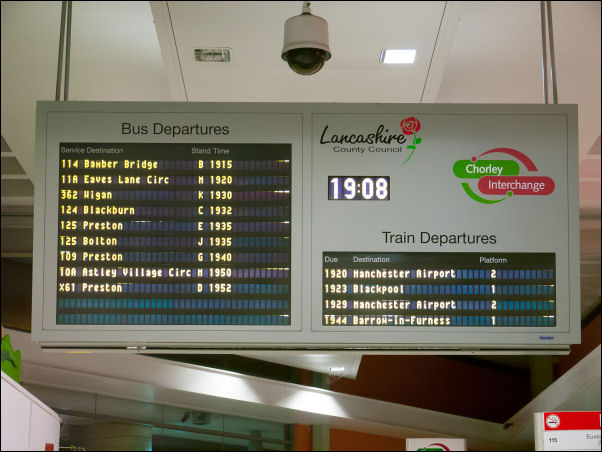 Bus Departures
Service Destination Stand Time
114 Bamber Bridge B 1915
11A Eaves Lane Circ M 1920
362 Wigan K 1930
124 Blackburn C 1932
125 Preston E 1935
125 Bolton J 1935
109 Preston G 1940
10A Astley Village Circ M 1950
X61 Preston D 1952
Lancashire
County Council
Chorley
Interchange
19:08
Train Departures
Due Destination Platform
1920 Manchester Airport 2
1923 Blackpool 1
1929 Manchester Airport 2
1944 Barrow-in-Furness 1
115